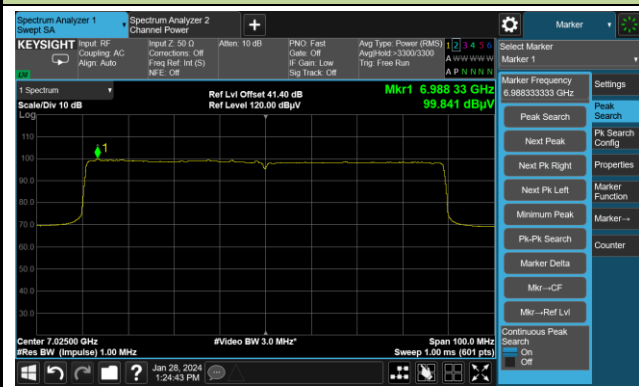 Spectrum Analyzer 1
Swept SA
Spectrum Analyzer 2
Channel Power
+
Marker
KEYSIGHT
Input: RF
Coupling: AC
Align: Auto
Input Z: 50 Ω
Corrections: Off
Freq Ref: Int (S)
NFE: Off
Atten: 10 dB
PNO: Fast
Gate: Off
IF Gain: Low
Sig Track: Off
Avg Type: Power (RMS)
Avg|Hold:>3300/3300
Trig: Free Run
1 2 3 4 5 6
A W W W W W
A P N N N N
LXI
Select Marker
Marker 1
1 Spectrum
Scale/Div 10 dB
Log
Ref Lvl Offset 41.40 dB
Ref Level 120.00 dBμV
Mkr1 6.988 33 GHz
99.841 dBμV
110
100
90.0
80.0
70.0
60.0
50.0
40.0
30.0
1
Center 7.02500 GHz
#Res BW (Impulse) 1.00 MHz
#Video BW 3.0 MHz*
Span 100.0 MHz
Sweep 1.00 ms (601 pts)
Marker Frequency
6.988333333 GHz
Peak Search
Next Peak
Next Pk Right
Next Pk Left
Minimum Peak
Pk-Pk Search
Marker Delta
Mkr→CF
Mkr→Ref Lvl
Continuous Peak
Search
On
Off
Settings
Peak
Search
Pk Search
Config
Properties
Marker
Function
Marker→
Counter
?
Jan 28, 2024
1:24:43 PM